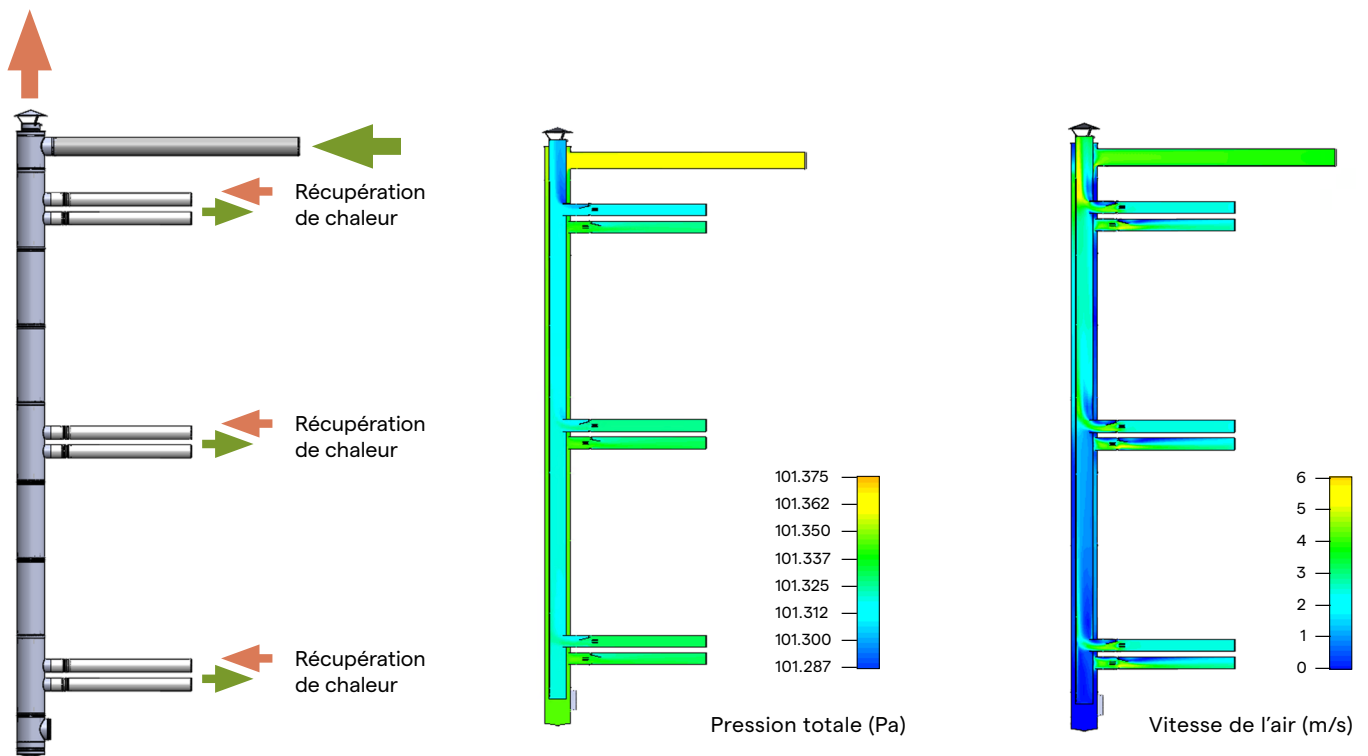 Récupération
de chaleur
Récupération
de chaleur
Récupération
de chaleur
101.375
101.362
101.350
101.337
101.325
101.312
101.300
101.287
Pression totale (Pa)
6
5
4
3
2
1
0
Vitesse de l'air (m/s)